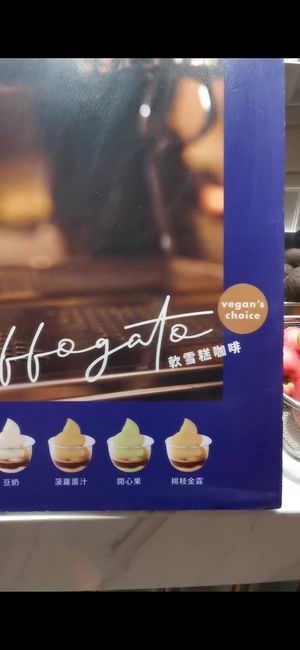 vegan's
choice
ffogato
軟雪糕咖啡
豆奶 菠蘿薑汁 開心果 楊枝金露